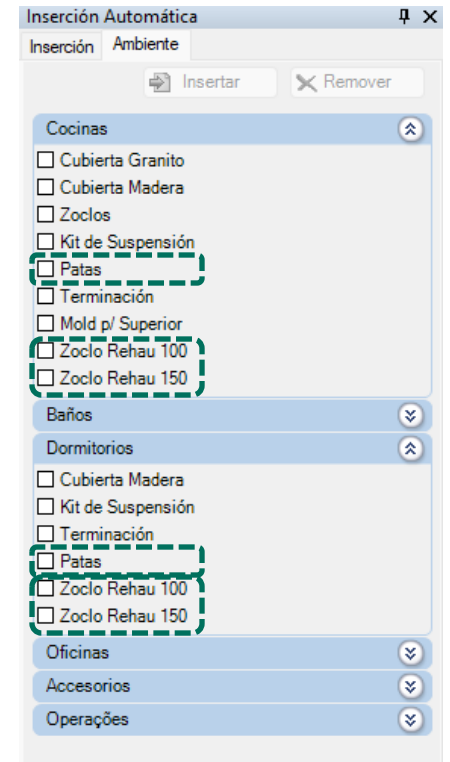 Inserción Automática
Inserción Ambiente
Insertar Remover
Cocinas
Cubierta Granito
Cubierta Madera
Zoclos
Kit de Suspensión
Patas
Terminación
Mold p/ Superior
Zoclo Rehau 100
Zoclo Rehau 150
Baños
Dormitorios
Cubierta Madera
Kit de Suspensión
Terminación
Patas
Zoclo Rehau 100
Zoclo Rehau 150
Oficinas
Accesorios
Operações